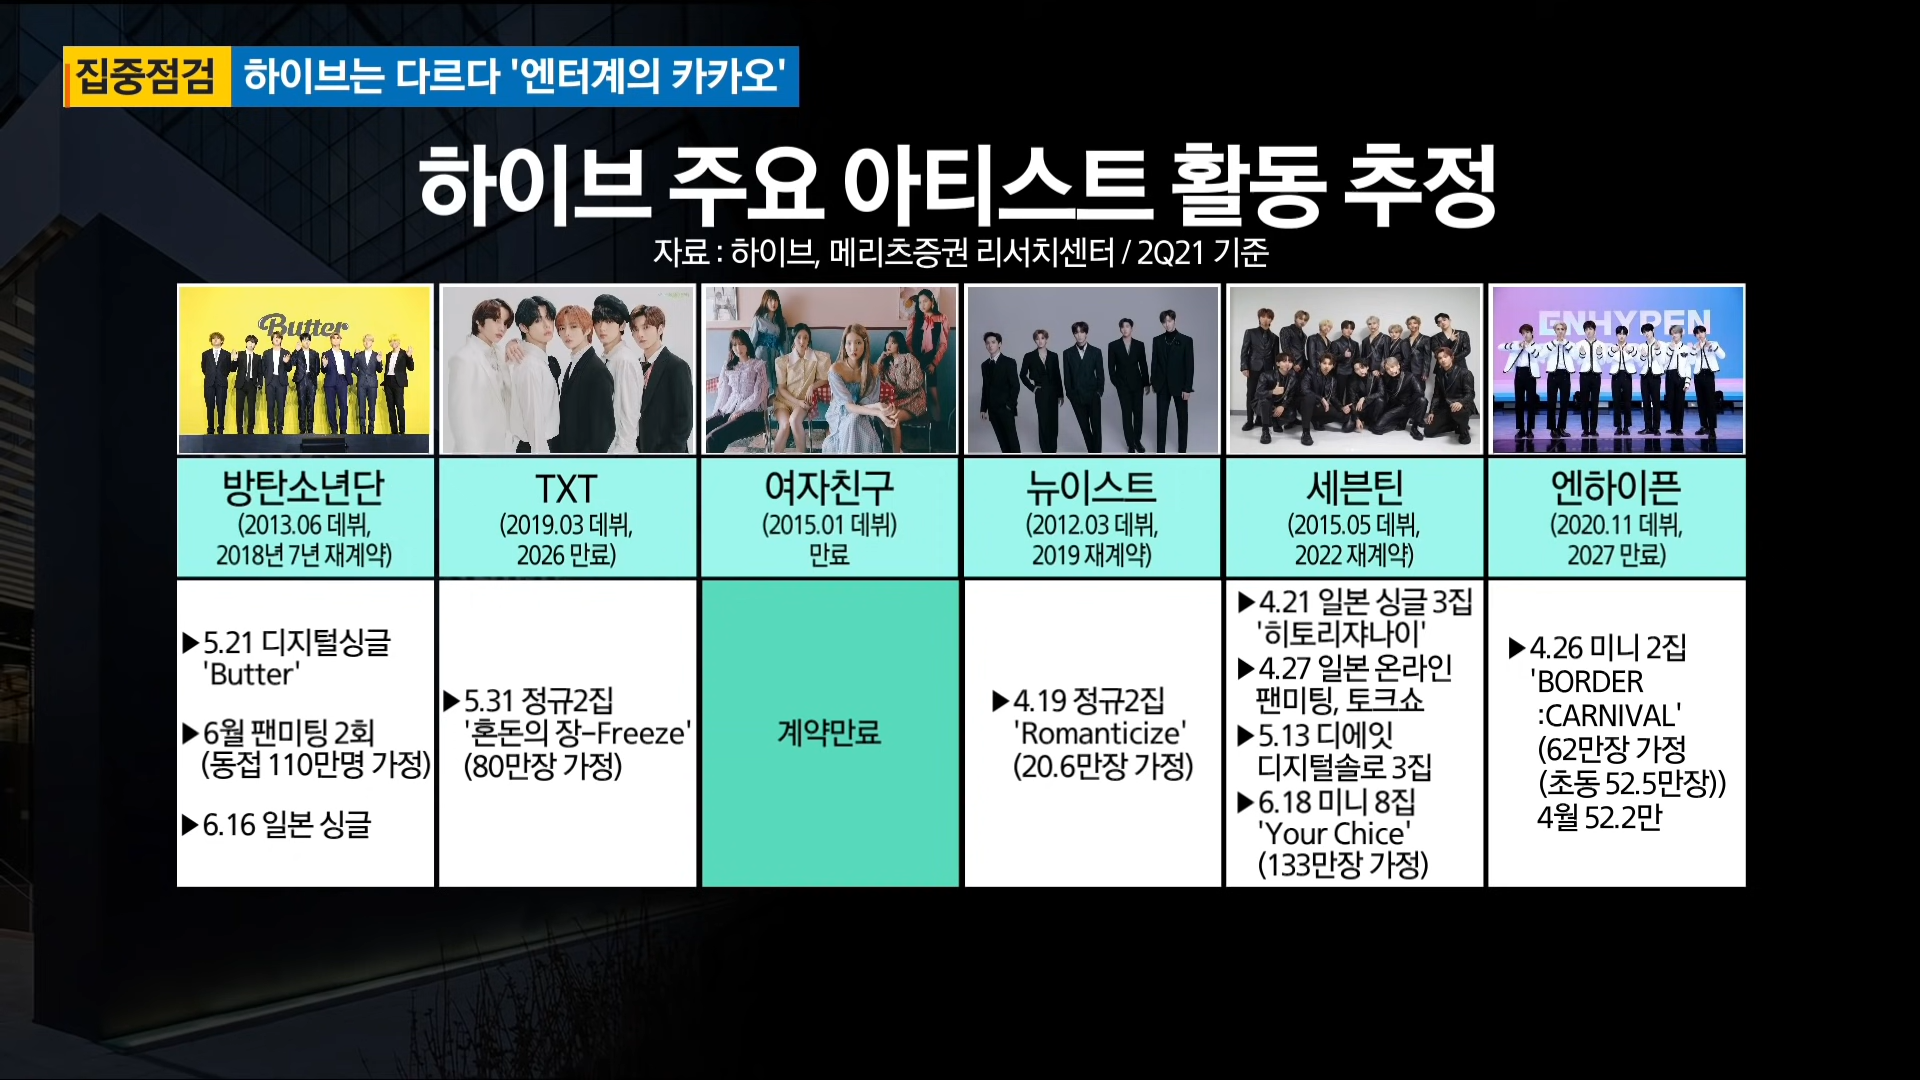 집중점검
하이브는 다르다 '엔터계의 카카오'
하이브 주요 아티스트 활동 추정
자료 : 하이브, 메리츠증권 리서치센터 / 2Q21 기준
Butter
ENHYPEN
방탄소년단
(2013.06 데뷔,
2018년 7년 재계약)
TXT
(2019.03 데뷔,
2026 만료)
여자친구
(2015.01 데뷔)
만료
뉴이스트
(2012.03 데뷔,
2019 재계약)
세븐틴
(2015.05 데뷔,
2022 재계약)
엔하이픈
(2020.11 데뷔,
2027 만료)
▶5.21 디지털싱글
'Butter'
▶6월 팬미팅 2회
(동접 110만명 가정)
▶6.16 일본 싱글
▶5.31 정규2집
'혼돈의 장-Freeze'
(80만장 가정)
계약만료
▶4.19 정규2집
'Romanticize'
(20.6만장 가정)
▶4.21 일본 싱글 3집
'히토리쟈나이'
▶4.27 일본 온라인
팬미팅, 토크쇼
▶5.13 디에잇
디지털솔로 3집
▶6.18 미니 8집
'Your Chice'
(133만장 가정)
▶4.26 미니 2집
'BORDER
:CARNIVAL'
(62만장 가정
(초동 52.5만장))
4월 52.2만